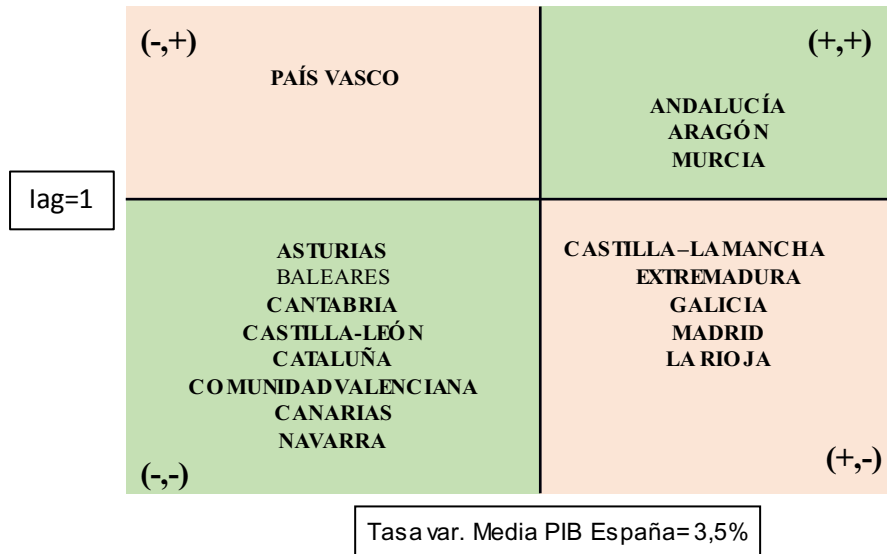 (-,+)
(+,+)
PAÍS VASCO
ANDALUCÍA
ARAGÓN
MURCIA
Iag=1
ASTURIAS
BALEARES
CANTABRIA
CASTILLA-LEÓN
CATALUÑA
COMUNIDAD VALENCIANA
CANARIAS
NAVARRA
(-,-)
CASTILLA–LA MANCHA
EXTREMADURA
GALICIA
MADRID
LA RIOJA
(+,-)
Tasa var. Media PIB España= 3,5%